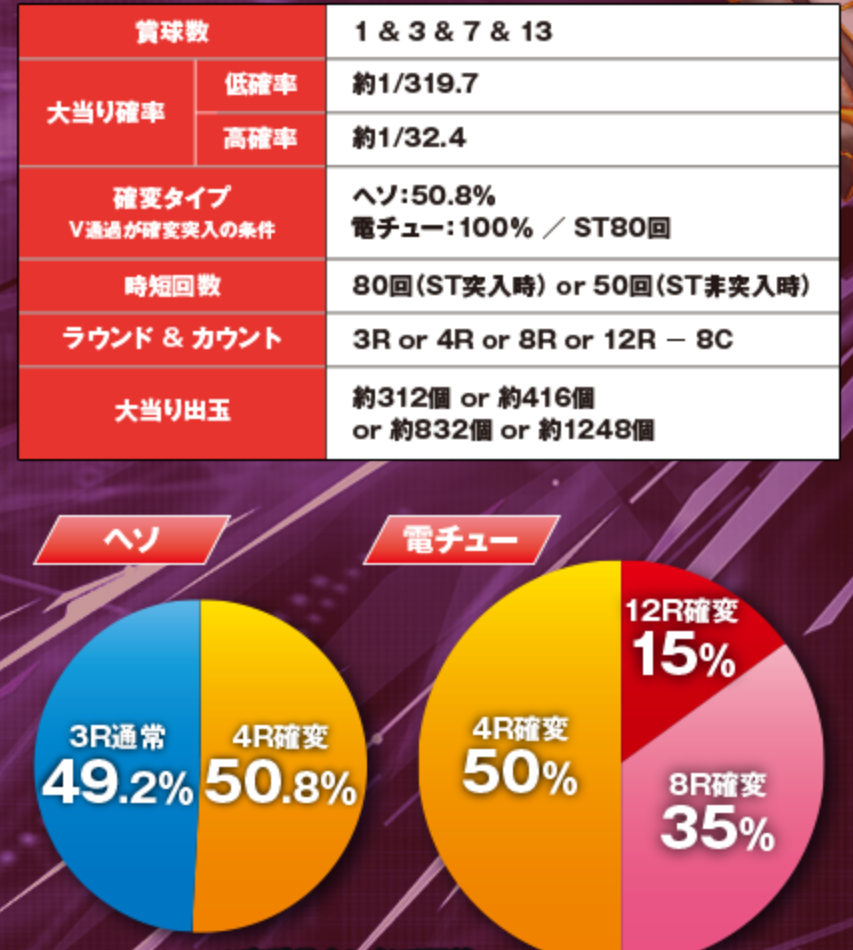 賞球数
1 & 3 & 7 & 13
大当り確率
低確率
約1/319.7
高確率
約1/32.4
確変タイプ
V通過が確変突入の条件
ヘソ:50.8%
電チュー:100% / ST80回
時短回数
80回(ST突入時) or 50回(ST非突入時)
ラウンド & カウント
3R or 4R or 8R or 12R − 8C
大当り出玉
約312個 or 約416個
or 約832個 or 約1248個
ヘソ
電チュー
3R通常
49.2%
4R確変
50.8%
4R確変
50%
12R確変
15%
8R確変
35%